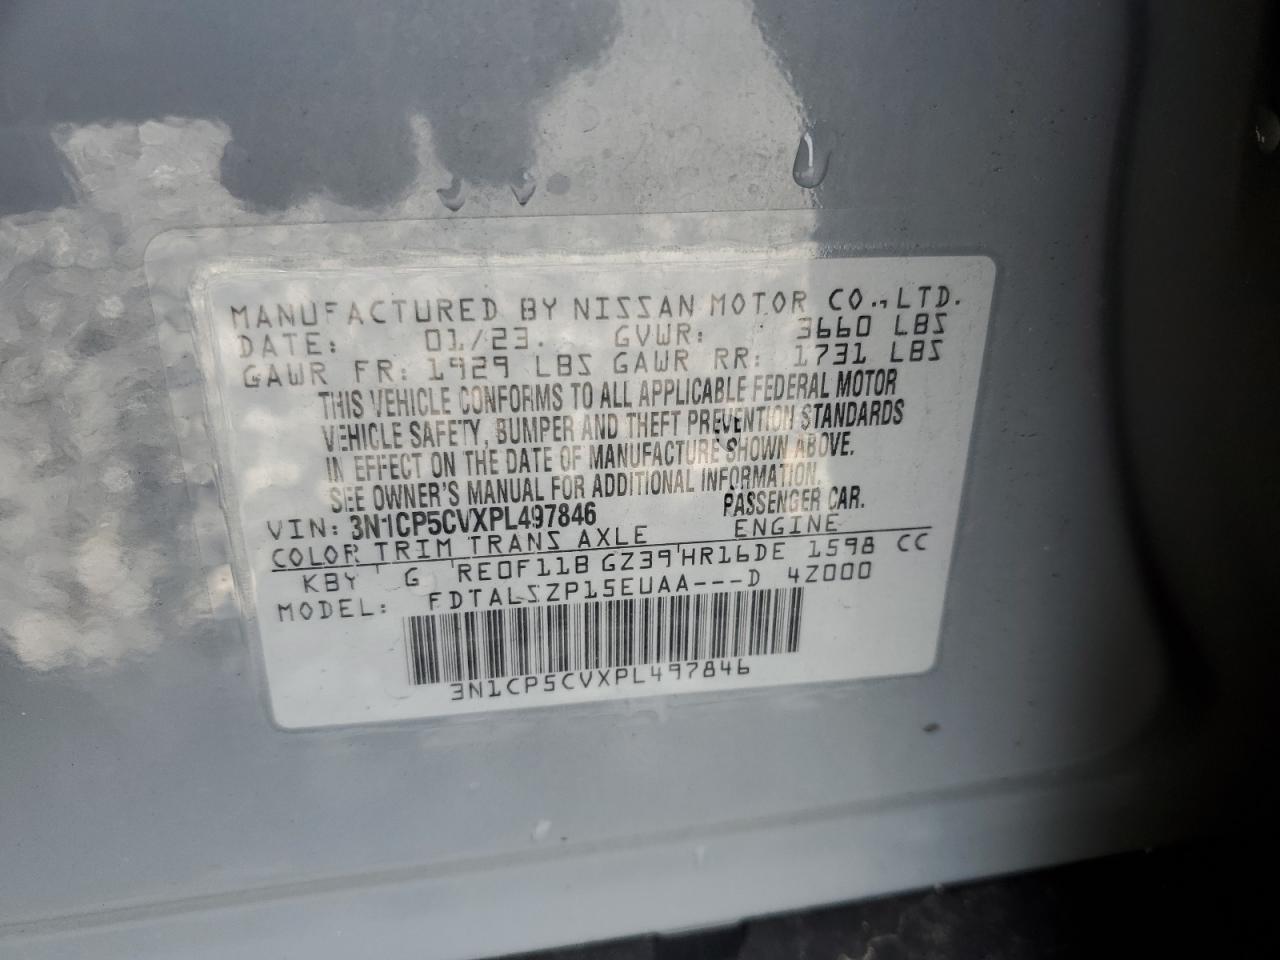 MANUFACTURED BY NISSAN MOTOR CO.,LTD.
DATE: 01/23. GVWR: 3660 LBS
GAWR FR: 1929 LBS GAWR RR: 1731 LBS
THIS VEHICLE CONFORMS TO ALL APPLICABLE FEDERAL MOTOR
VEHICLE SAFETY, BUMPER AND THEFT PREVENTION STANDARDS
IN EFFECT ON THE DATE OF MANUFACTURE SHOWN ABOVE.
SEE OWNER'S MANUAL FOR ADDITIONAL INFORMATION.
VIN: 3N1CP5CVXPL497846 PASSENGER CAR.
COLOR TRIM TRANS AXLE ENGINE
KBY G RE0F11B GZ39 HR16DE 1598 CC
MODEL: FDTALSZP15EUAA---D 4Z000
3N1CP5CVXPL497846